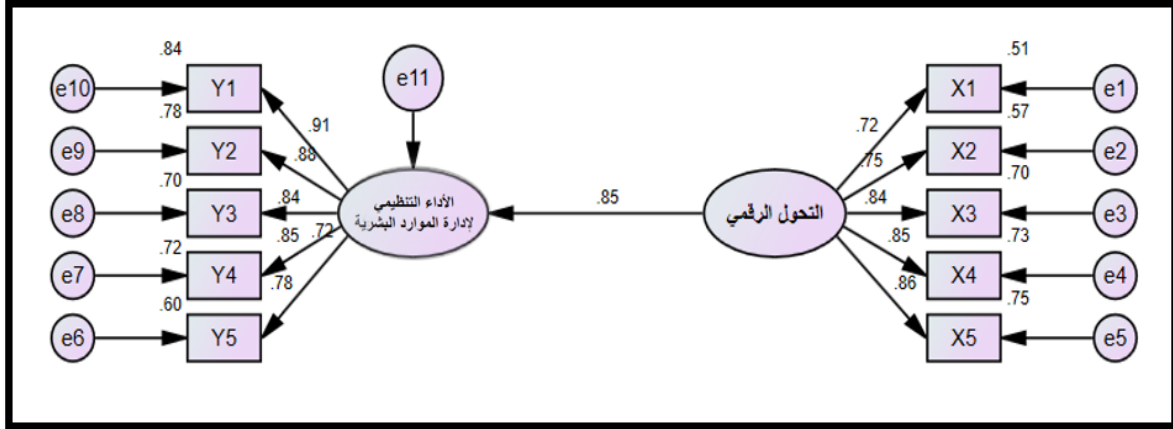 .84
e10
Y1
.78
e9
Y2
.70
e8
Y3
.72
e7
Y4
.60
e6
Y5
e11
.91
.88
.84
.85
.72
.78
الأداء التنظيمي
لإدارة الموارد البشرية
.85
التحول الرقمي
.72
.75
.84
.85
.86
.51
X1
e1
.57
X2
e2
.70
X3
e3
.73
X4
e4
.75
X5
e5